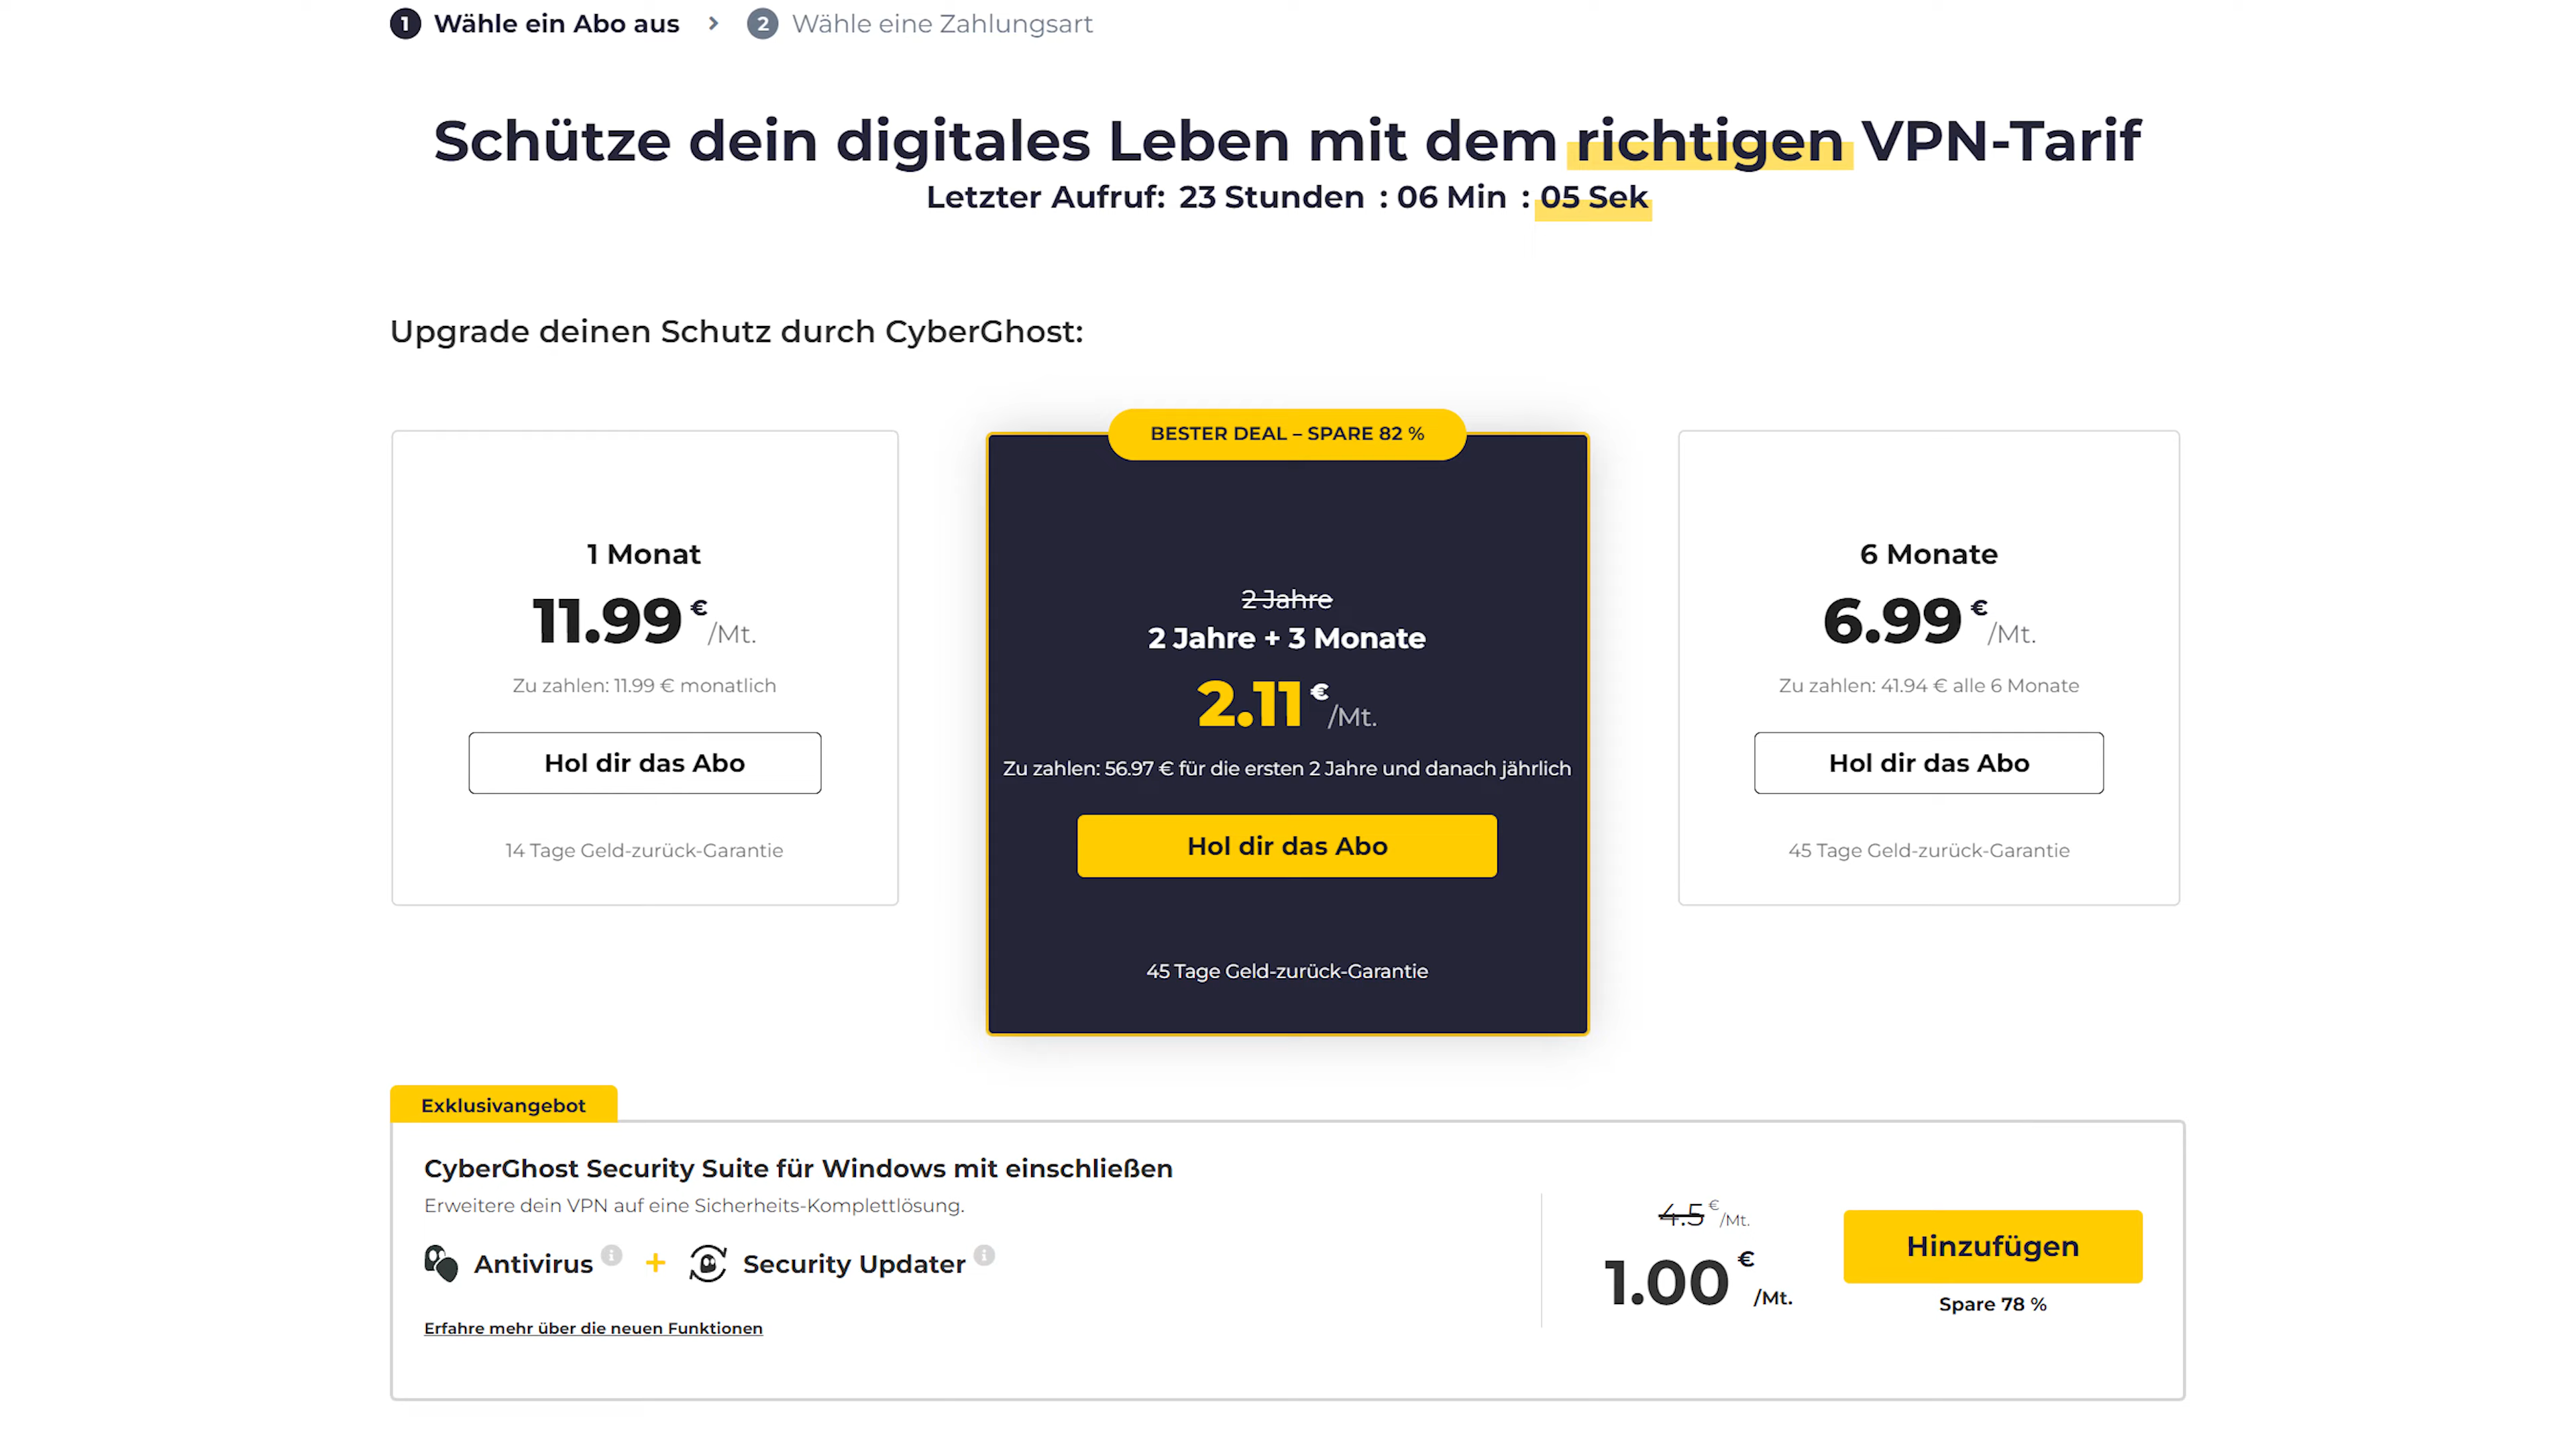 1 Wähle ein Abo aus > 2 Wähle eine Zahlungsart
Schütze dein digitales Leben mit dem richtigen VPN-Tarif
Letzter Aufruf: 23 Stunden : 06 Min : 05 Sek
Upgrade deinen Schutz durch CyberGhost:
1 Monat
11.99 €/Mt.
Zu zahlen: 11.99 € monatlich
Hol dir das Abo
14 Tage Geld-zurück-Garantie
BESTER DEAL – SPARE 82 %
2 Jahre
2 Jahre + 3 Monate
2.11 €/Mt.
Zu zahlen: 56.97 € für die ersten 2 Jahre und danach jährlich
Hol dir das Abo
45 Tage Geld-zurück-Garantie
6 Monate
6.99 €/Mt.
Zu zahlen: 41.94 € alle 6 Monate
Hol dir das Abo
45 Tage Geld-zurück-Garantie
Exklusivangebot
CyberGhost Security Suite für Windows mit einschließen
Erweitere dein VPN auf eine Sicherheits-Komplettlösung.
Antivirus i + Security Updater i
Erfahre mehr über die neuen Funktionen
4.5 €/Mt.
1.00 €/Mt.
Hinzufügen
Spare 78 %